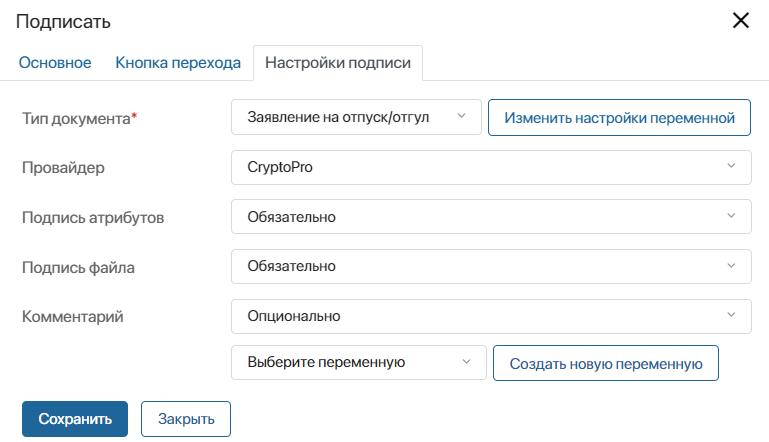 Подписать
Основное Кнопка перехода Настройки подписи
Тип документа* Заявление на отпуск/отгул Изменить настройки переменной
Провайдер CryptoPro
Подпись атрибутов Обязательно
Подпись файла Обязательно
Комментарий Опционально
Выберите переменную Создать новую переменную
Сохранить Закрыть